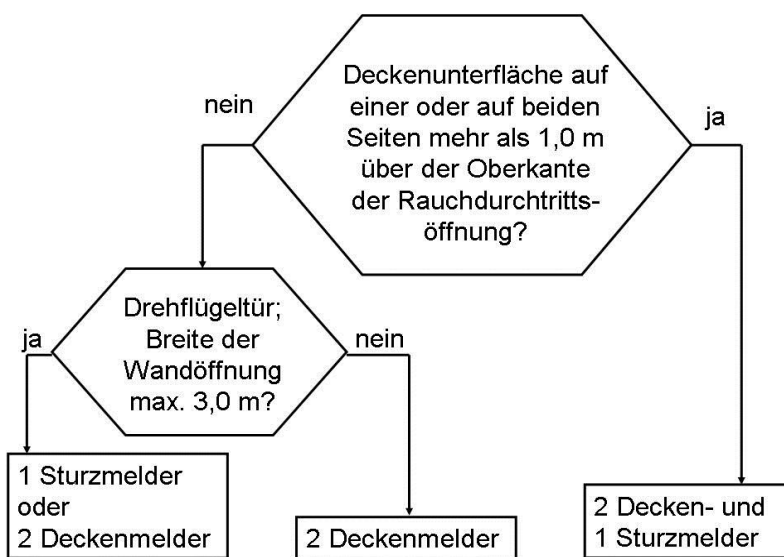 Deckenunterfläche auf
einer oder auf beiden
Seiten mehr als 1,0 m
über der Oberkante
der Rauchdurchtritts-
öffnung?
nein
ja
Drehflügeltür;
Breite der
Wandöffnung
max. 3,0 m?
ja
nein
1 Sturzmelder
oder
2 Deckenmelder
2 Deckenmelder
2 Decken- und
1 Sturzmelder